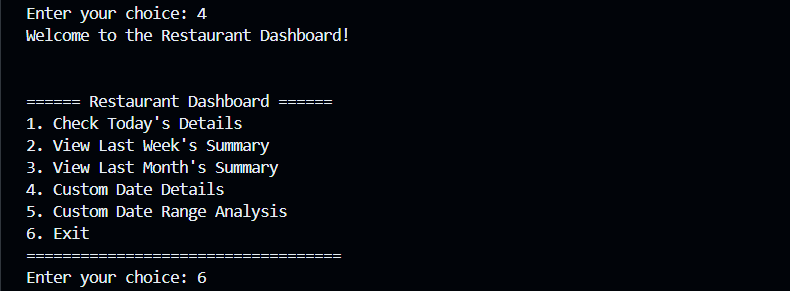 Enter your choice: 4
Welcome to the Restaurant Dashboard!
====== Restaurant Dashboard ======
1. Check Today's Details
2. View Last Week's Summary
3. View Last Month's Summary
4. Custom Date Details
5. Custom Date Range Analysis
6. Exit
===================================
Enter your choice: 6